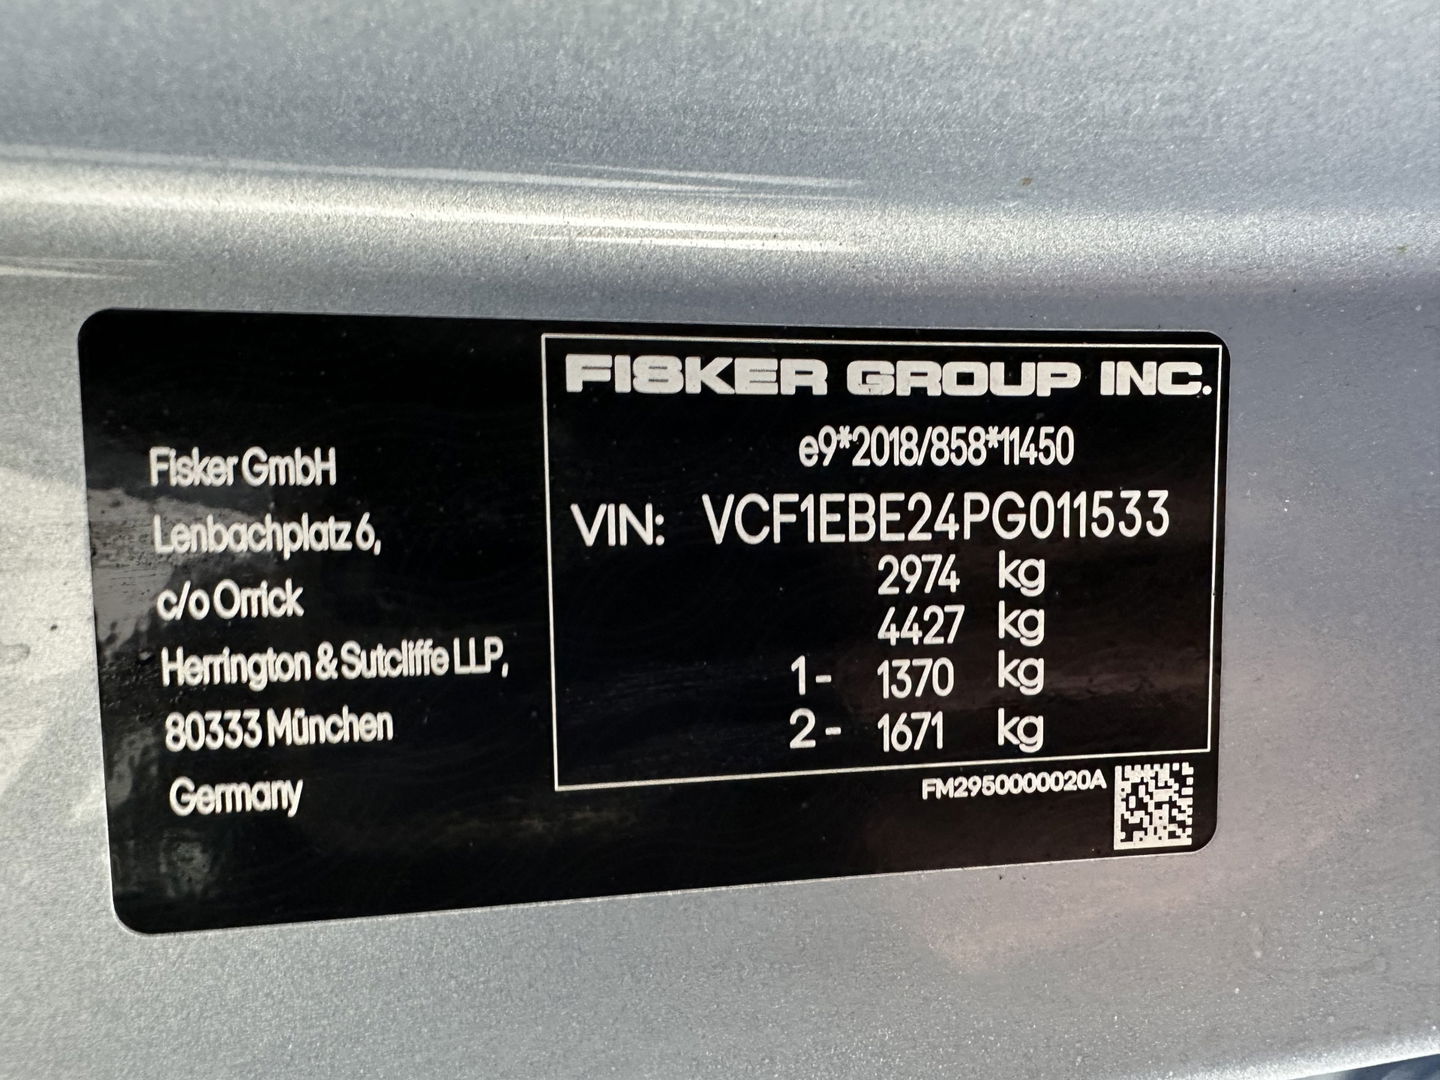 Fisker GmbH
Lenbachplatz 6,
c/o Orrick
Herrington & Sutcliffe LLP,
80333 München
Germany
FISKER GROUP INC.
e9*2018/858*11450
VIN: VCF1EBE24PG011533
2974 kg
4427 kg
1- 1370 kg
2- 1671 kg
FM2950000020A